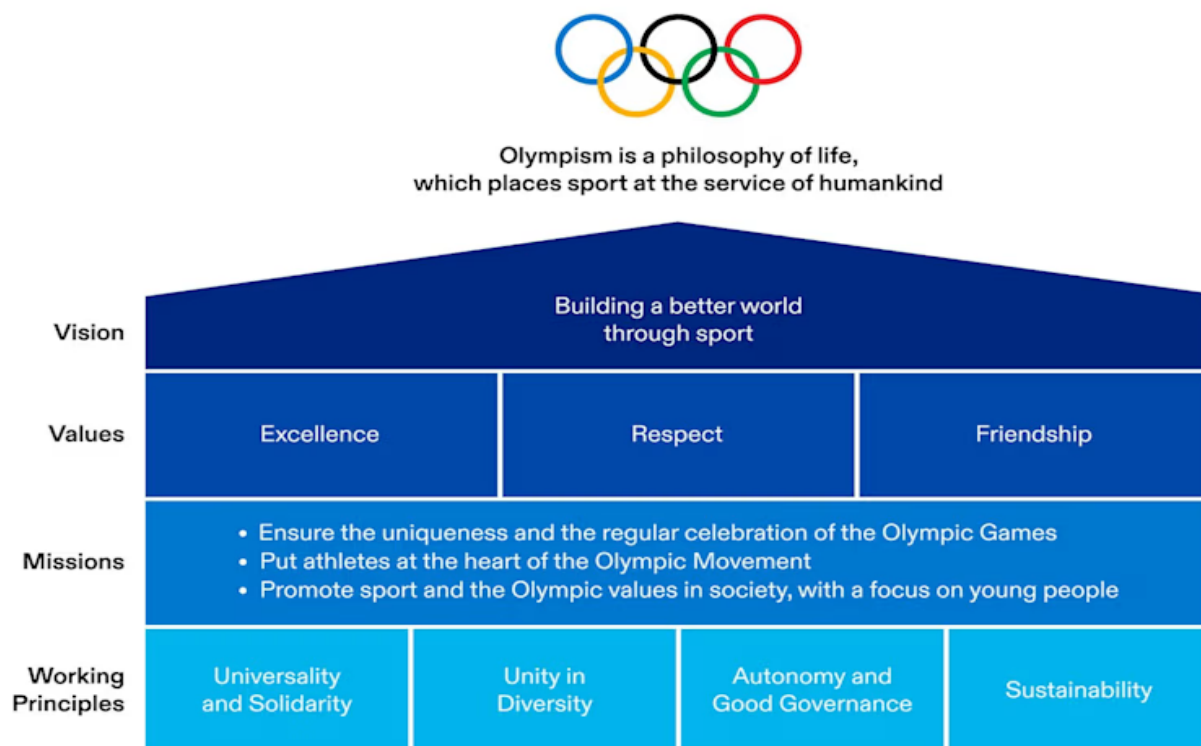 Olympism is a philosophy of life,
which places sport at the service of humankind
Vision
Building a better world
through sport
Values
Excellence
Respect
Friendship
Missions
• Ensure the uniqueness and the regular celebration of the Olympic Games
• Put athletes at the heart of the Olympic Movement
• Promote sport and the Olympic values in society, with a focus on young people
Working
Principles
Universality
and Solidarity
Unity in
Diversity
Autonomy and
Good Governance
Sustainability